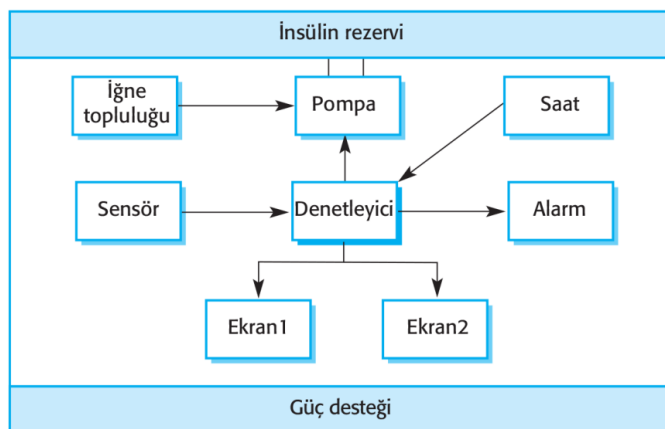 İnsülin rezervi
İğne
topluluğu
Pompa
Saat
Sensör
Denetleyici
Alarm
Ekran1
Ekran2
Güç desteği